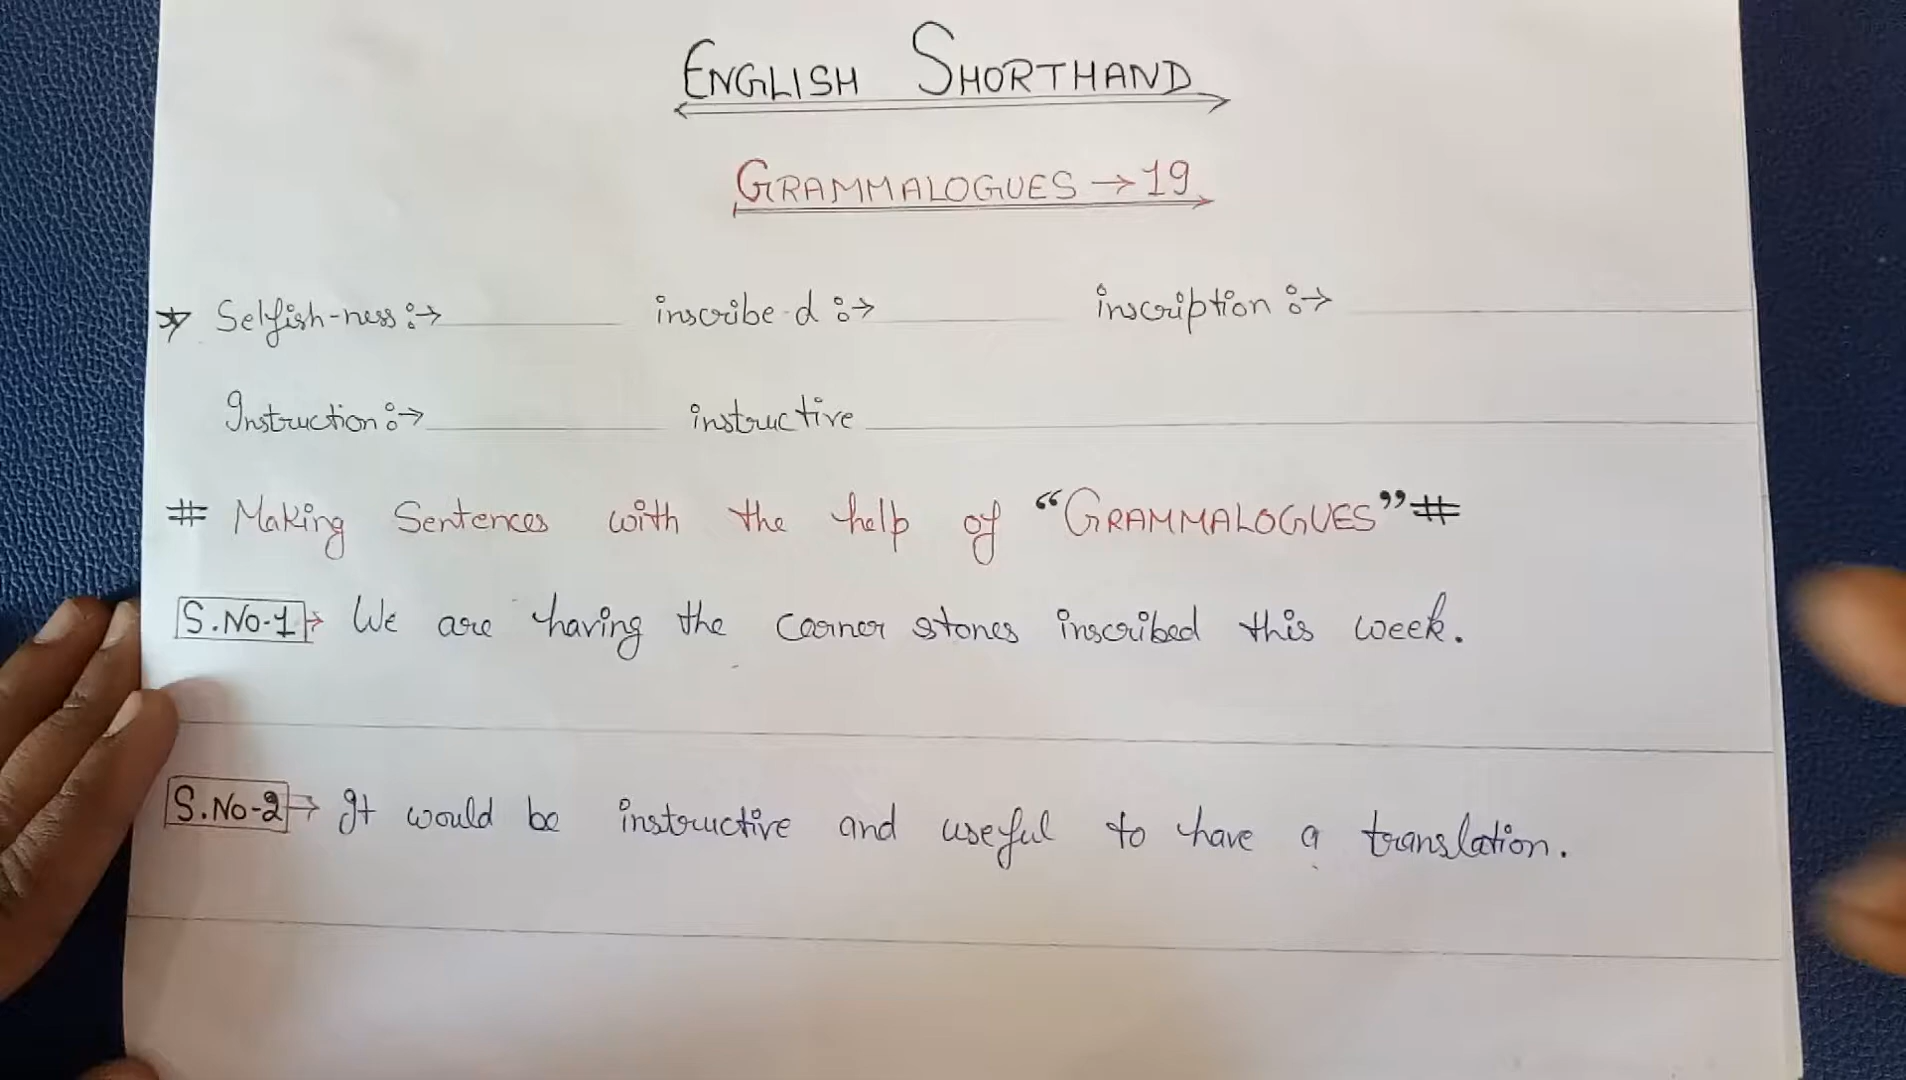 ENGLISH SHORTHAND
GRAMMALOGUES → 19
Selfish-ness :→ inscribe-d :→ inscription :→
Instruction :→ instructive
# Making Sentences with the help of “GRAMMALOGUES” #
S.No-1 → We are having the corner stones inscribed this week.
S.No-2 → It would be instructive and useful to have a translation.